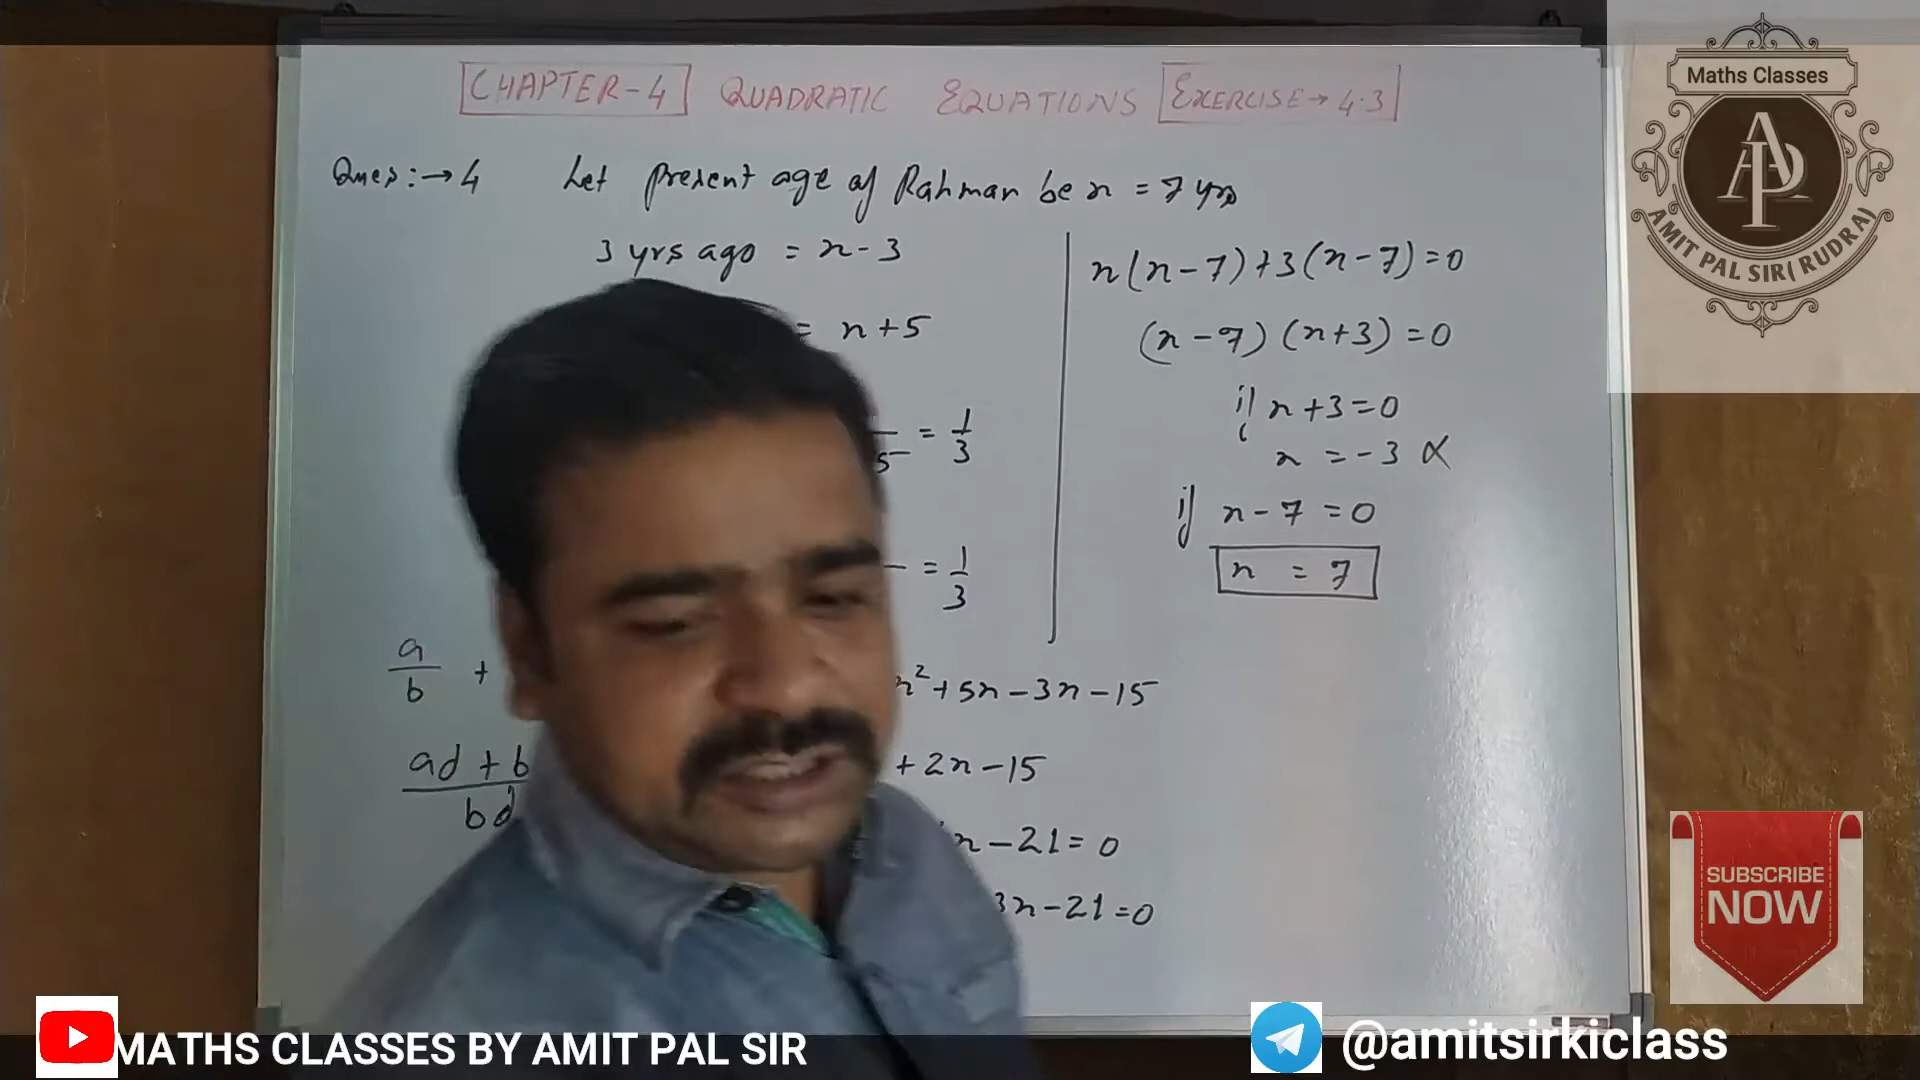 CHAPTER-4 QUADRATIC EQUATIONS EXERCISE→4.3
Ques:→4 Let present age of Rahman be x = 7 yrs
3 yrs ago = x-3
= x+5
5 = 1/3
= 1/3
a/b +
x²+5x-3x-15
ad + b
bd
+2x-15
x-21=0
3x-21=0
x(x-7)+3(x-7)=0
(x-7)(x+3)=0
if x+3=0
x = -3
if x-7=0
x = 7
Maths Classes
AP
AMIT PAL SIR( RUDRA)
SUBSCRIBE
NOW
MATHS CLASSES BY AMIT PAL SIR
@amitsirkiclass